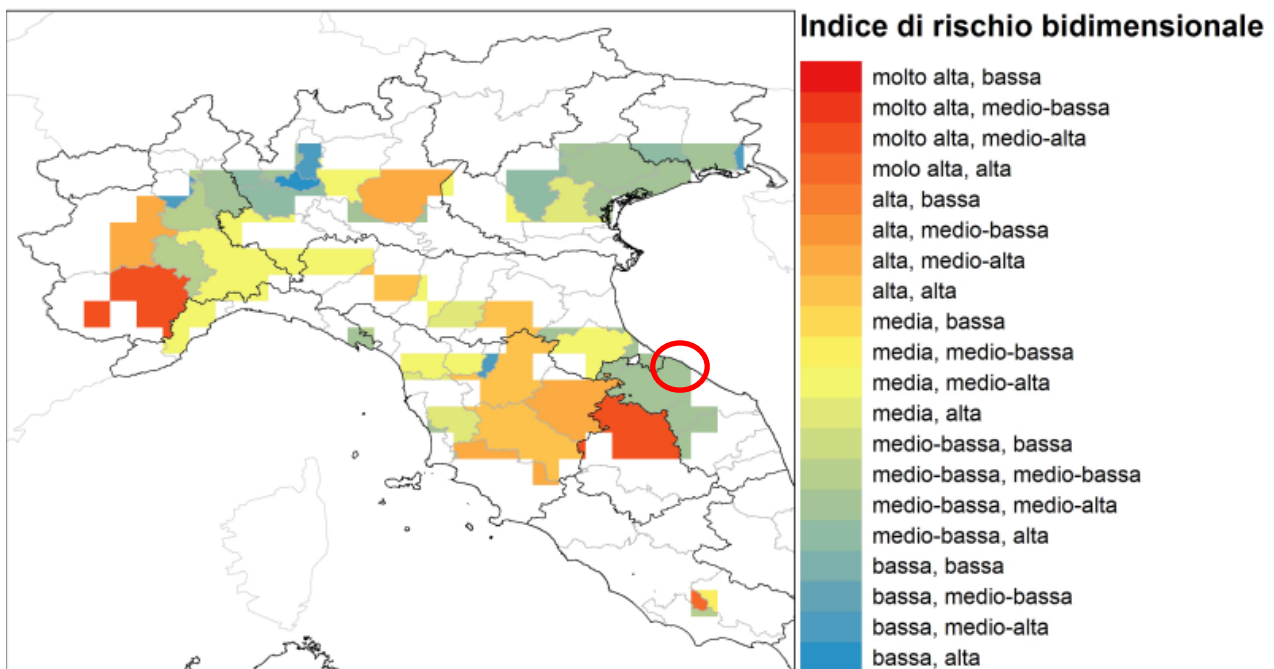 Indice di rischio bidimensionale
molto alta, bassa
molto alta, medio-bassa
molto alta, medio-alta
molo alta, alta
alta, bassa
alta, medio-bassa
alta, medio-alta
alta, alta
media, bassa
media, medio-bassa
media, medio-alta
media, alta
medio-bassa, bassa
medio-bassa, medio-bassa
medio-bassa, medio-alta
medio-bassa, alta
bassa, bassa
bassa, medio-bassa
bassa, medio-alta
bassa, alta